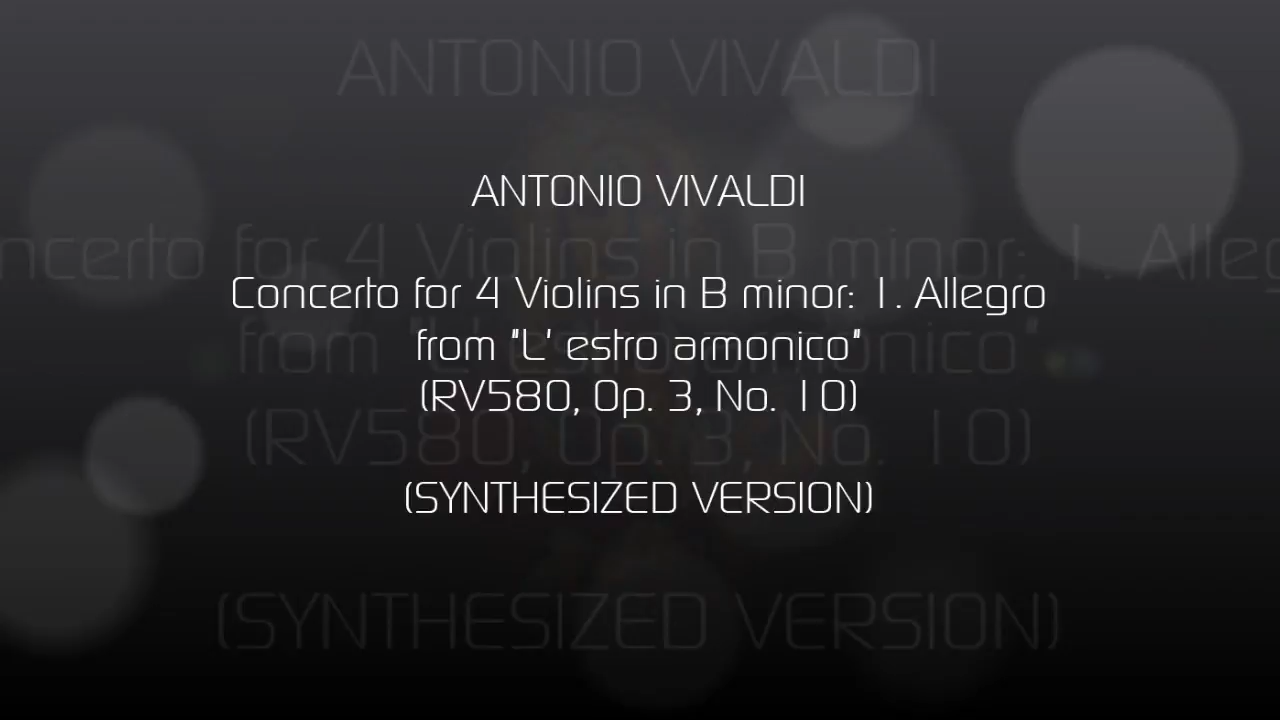 ANTONIO VIVALDI
Concerto for 4 Violins in B minor: 1. Allegro
from "L' estro armonico"
(RV580, Op. 3, No. 10)
(SYNTHESIZED VERSION)